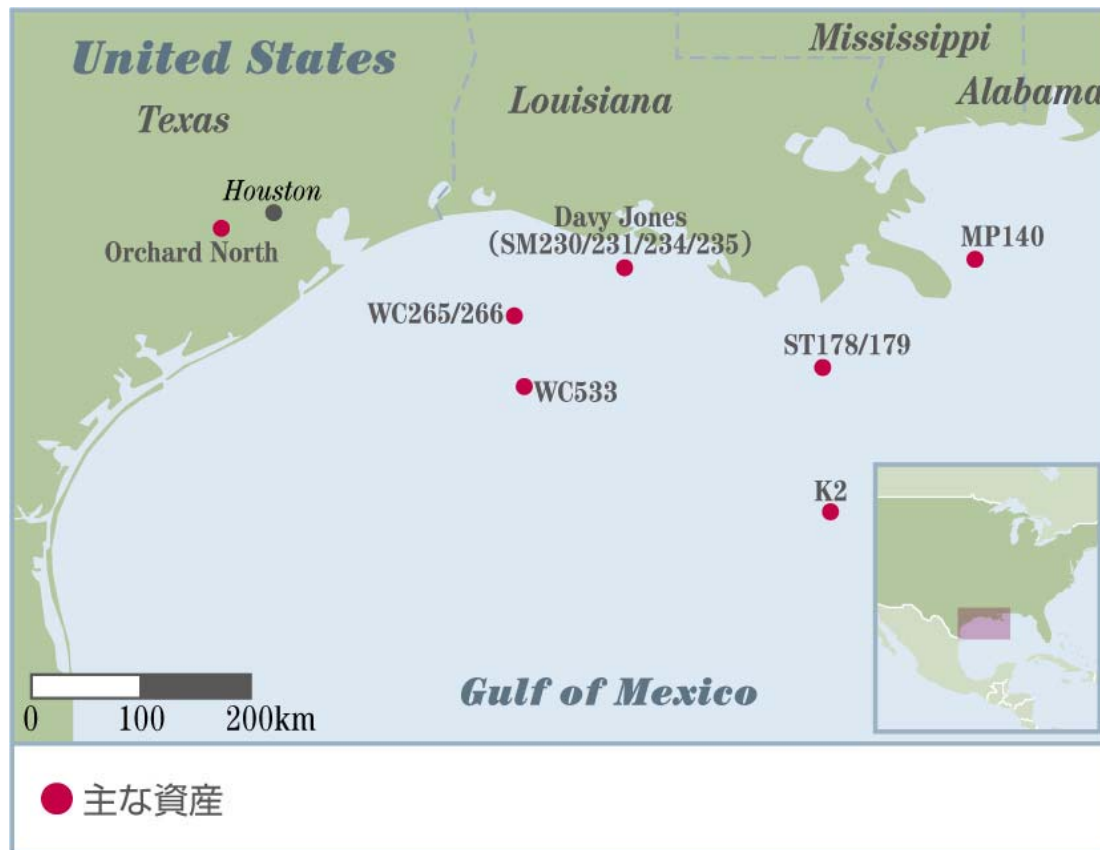 United States
Mississippi
Texas
Louisiana
Alabama
Houston
Orchard North
Davy Jones
（SM230/231/234/235）
MP140
WC265/266
ST178/179
WC533
K2
Gulf of Mexico
0 100 200km
主な資産